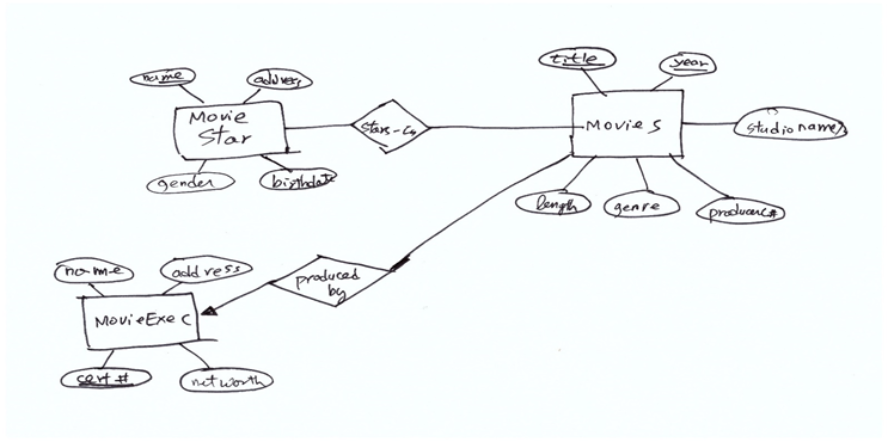 title
year
name
address
Movie
Star
Stars-in
Movies
studioname
gender
birthdate
length
genre
producerC#
name
address
produced
by
MovieExec
cert #
networth